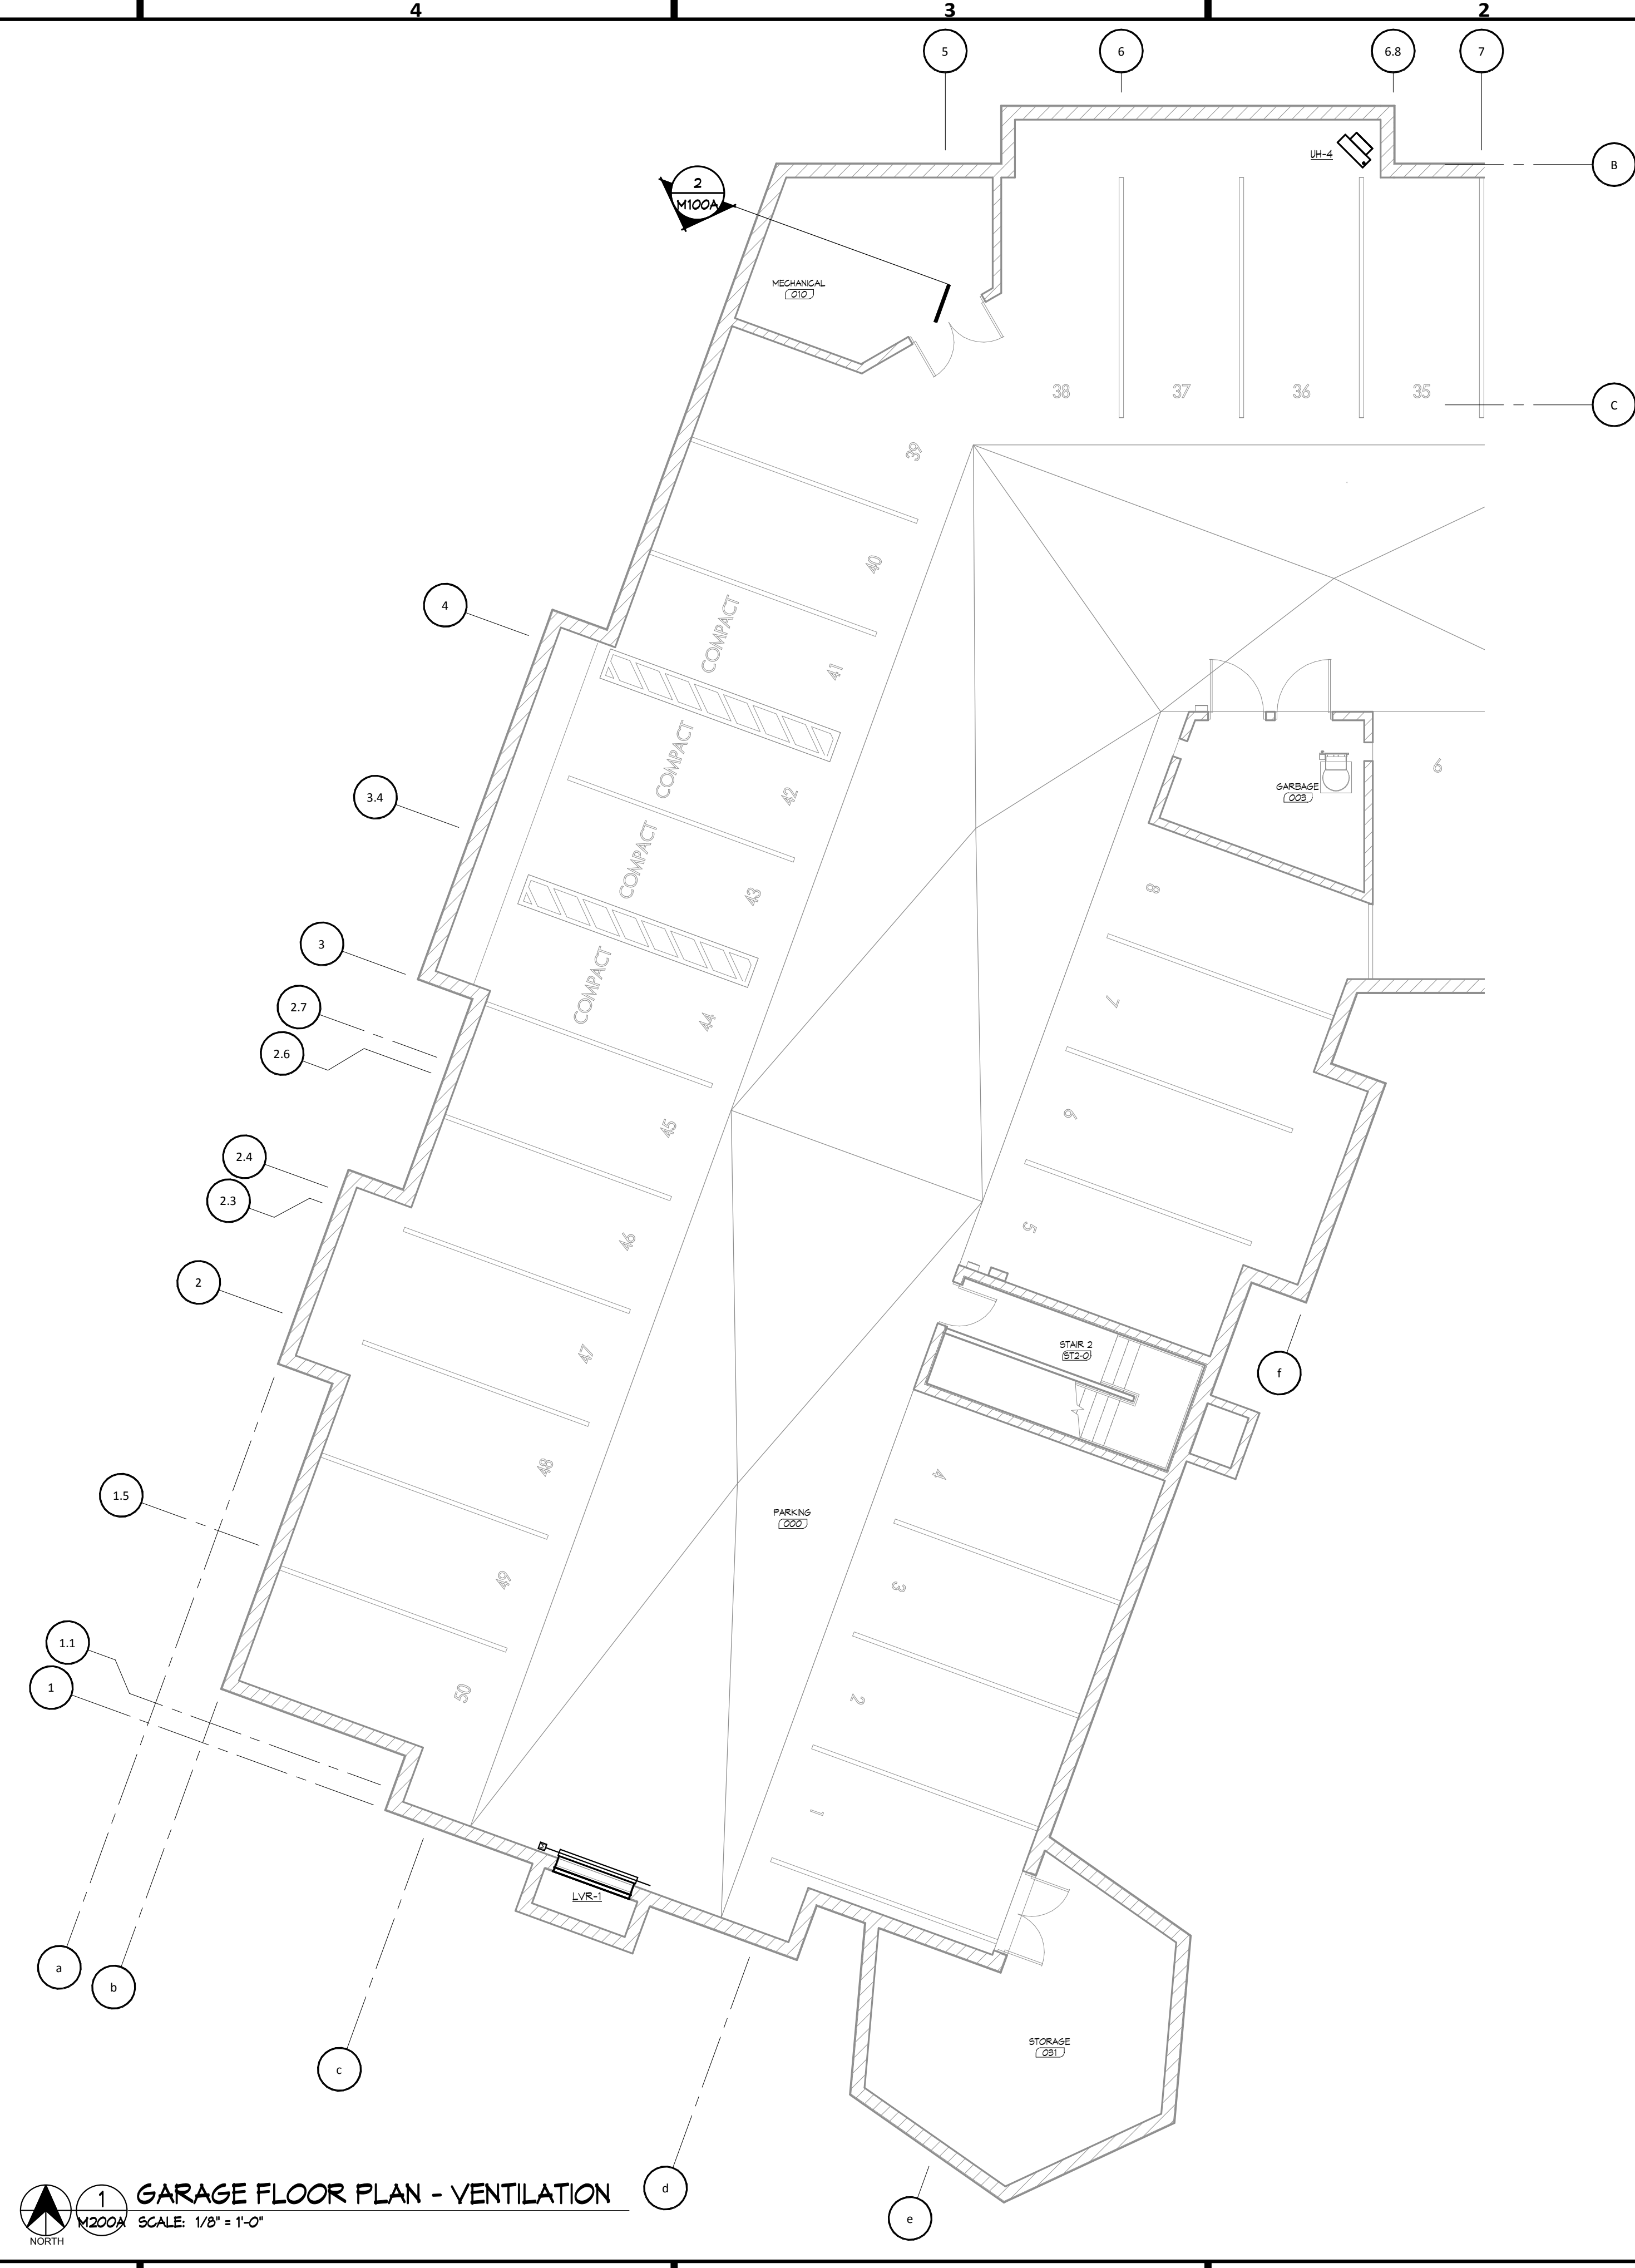 4 3 2
5 6 6.8 7
UH-4
B
2
M100A
MECHANICAL
010
38 37 36 35
C
39
40
4
COMPACT
41
COMPACT
42
6
GARBAGE
003
3.4
COMPACT
43
8
3
COMPACT
44
7
2.7
2.6
45
6
2.4
2.3
46
5
2
47
STAIR 2
ST2-0
f
48
4
1.5
PARKING
000
49
3
1.1
1
50
2
1
LVR-1
a
b
c
STORAGE
031
d
e
1
M200A
GARAGE FLOOR PLAN - VENTILATION
SCALE: 1/8" = 1'-0"
NORTH